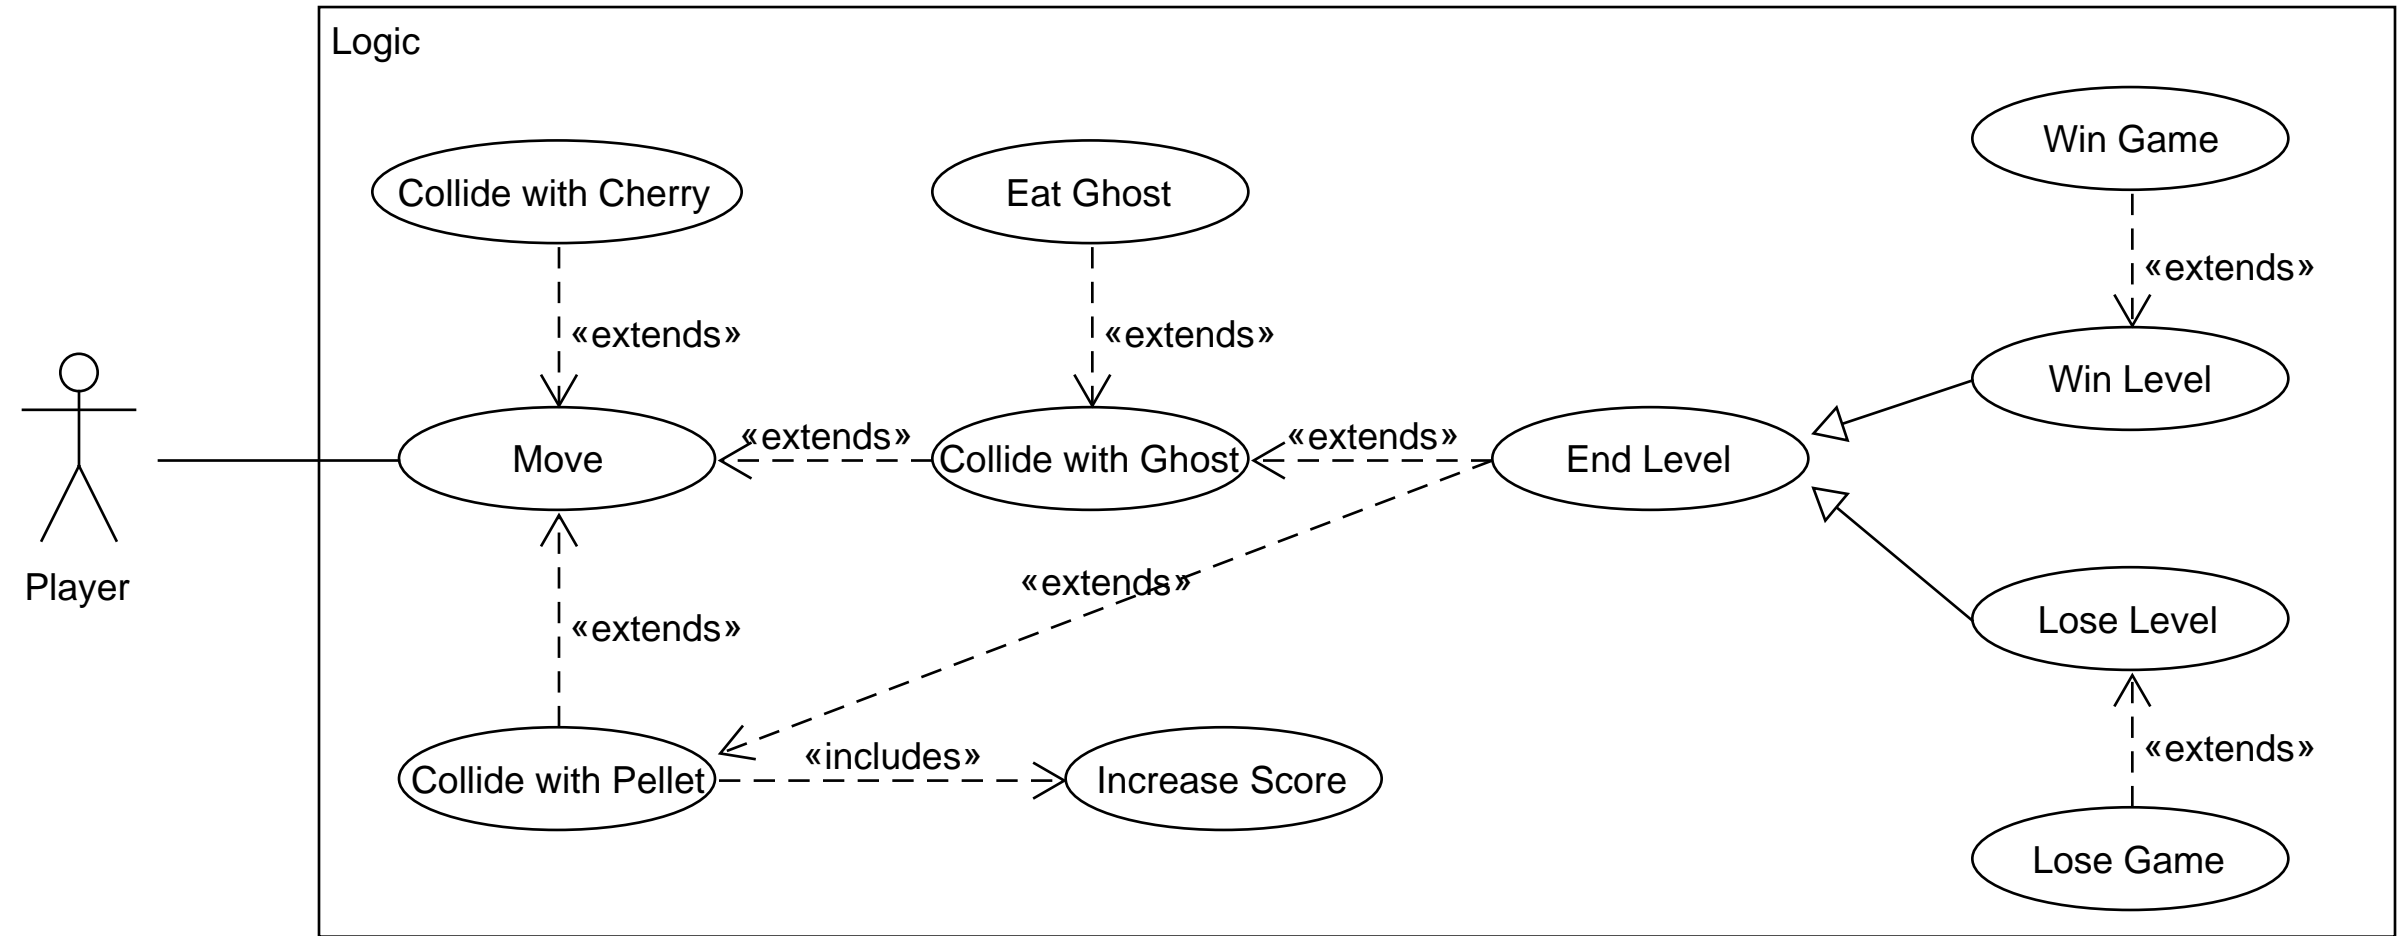 Logic
Win Game
Collide with Cherry
Eat Ghost
«extends»
«extends»
«extends»
Win Level
«extends»
«extends»
Move
Collide with Ghost
End Level
Player
«extends»
«extends»
Lose Level
«extends»
«includes»
Collide with Pellet
Increase Score
Lose Game